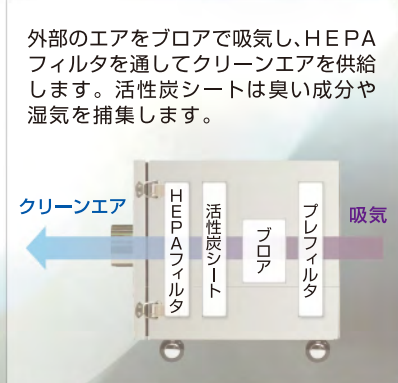 外部のエアをブロアで吸気し、HEPA
フィルタを通してクリーンエアを供給
します。活性炭シートは臭い成分や
湿気を捕集します。
クリーンエア
HEPAフィルタ
活性炭シート
ブロア
プレフィルタ
吸気